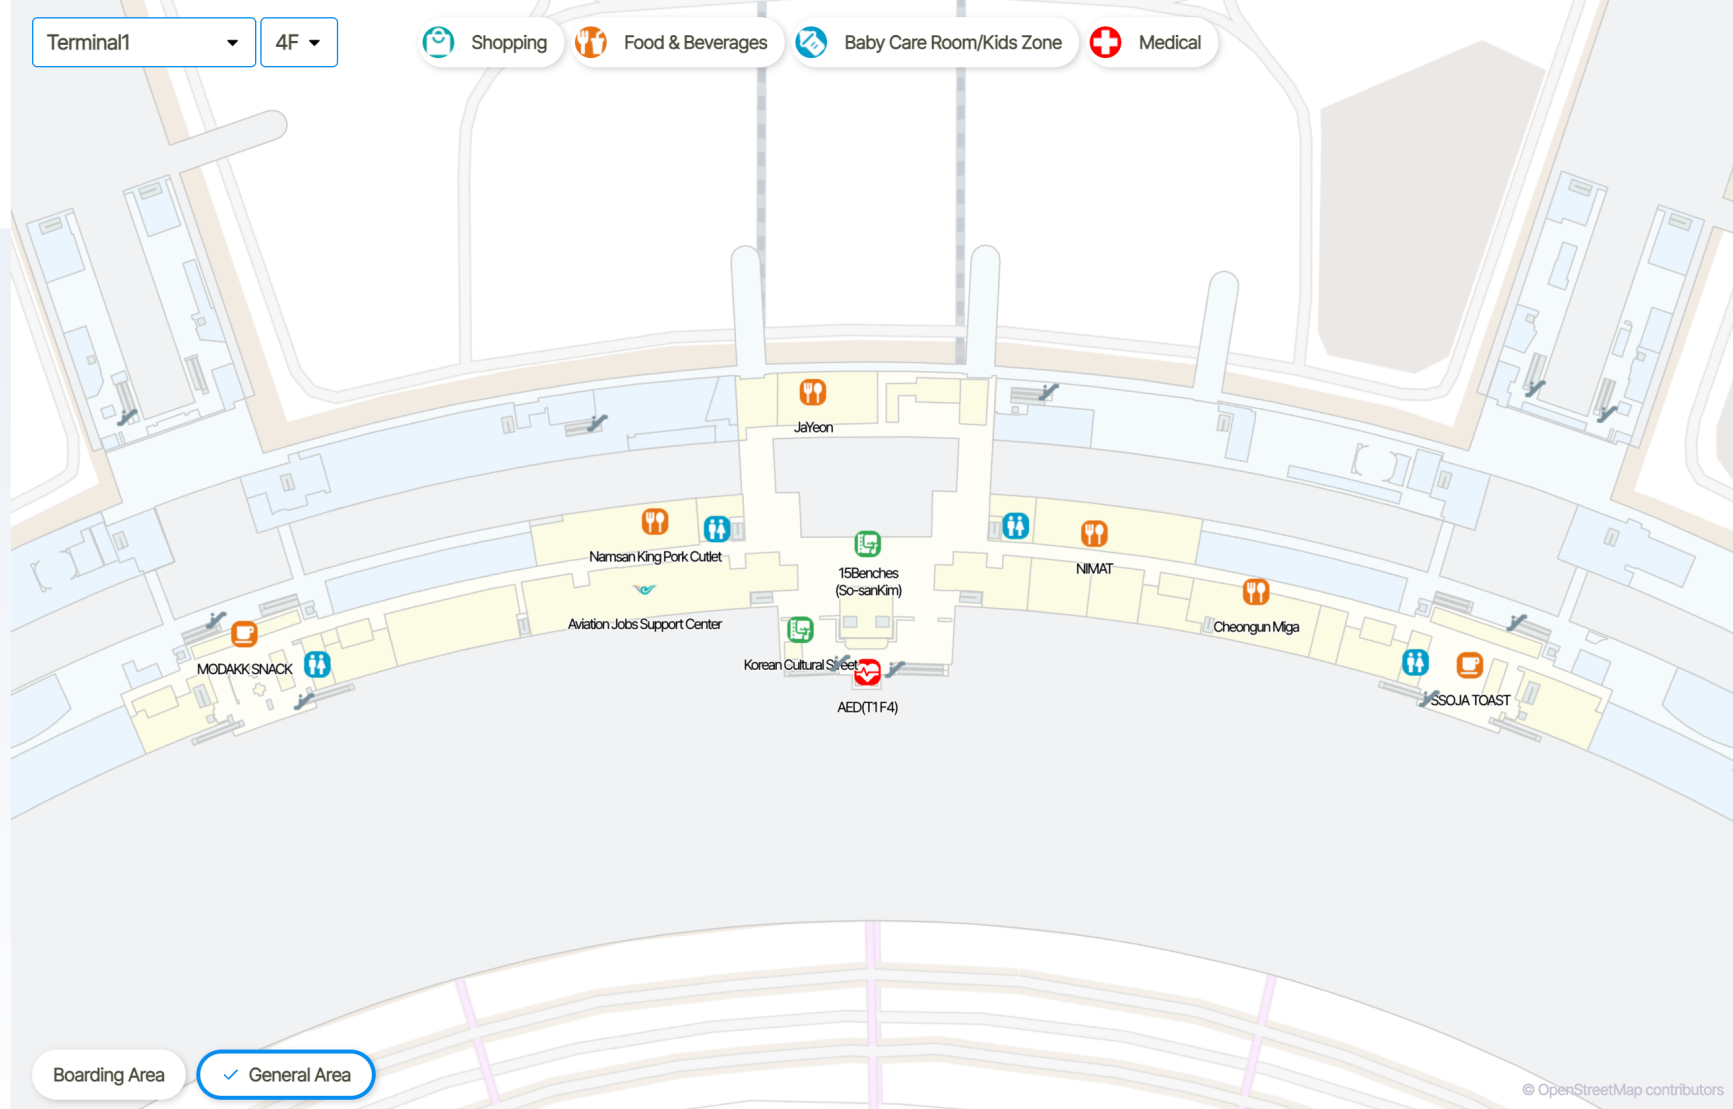 Terminal1
4F
Shopping
Food & Beverages
Baby Care Room/Kids Zone
Medical
JaYeon
Namsan King Pork Cutlet
NIMAT
15Benches
(So-sanKim)
Aviation Jobs Support Center
Cheongun Miga
MODAKK SNACK
Korean Cultural Street
SSOJA TOAST
AED(T1F4)
Boarding Area
General Area
© OpenStreetMap contributors